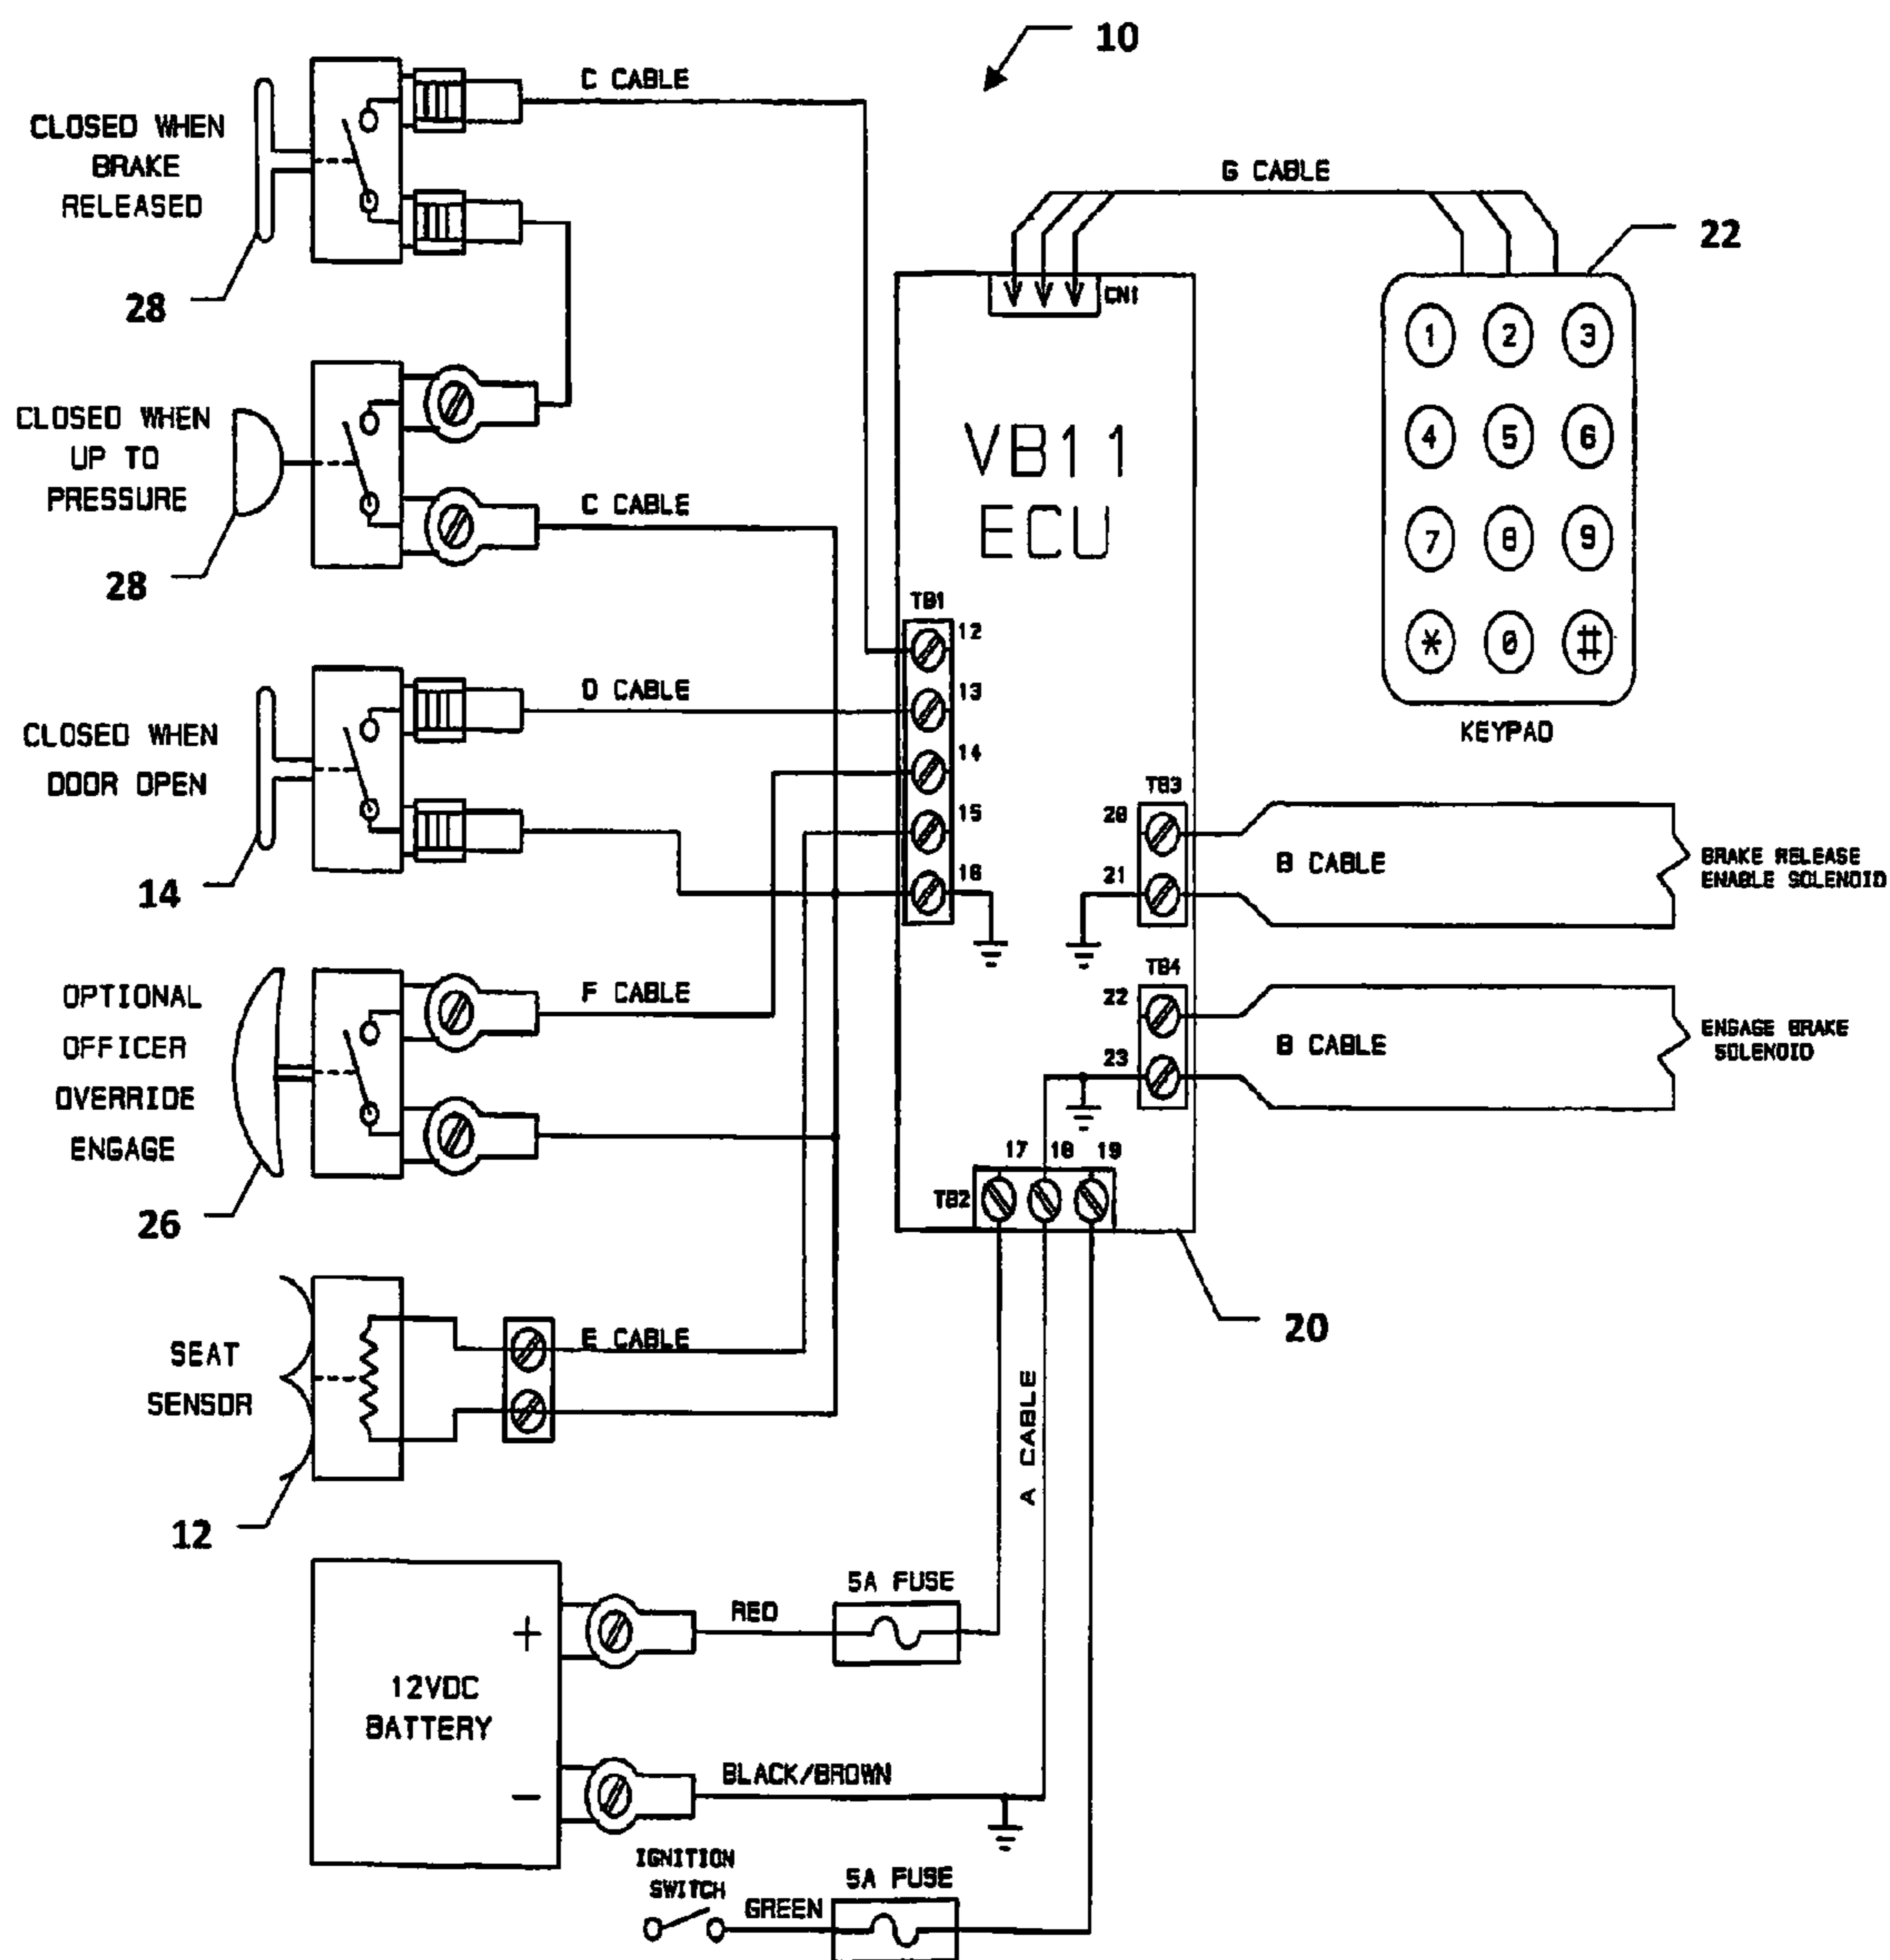 10
C CABLE
CLOSED WHEN
BRAKE
RELEASED
28
G CABLE
22
CN1
1 2 3
4 5 6
7 8 9
* 0 #
KEYPAD
CLOSED WHEN
UP TO
PRESSURE
28
C CABLE
VB11
ECU
TB1
12
13
14
15
16
D CABLE
CLOSED WHEN
DOOR OPEN
14
TB3
20
21
B CABLE
BRAKE RELEASE
ENABLE SOLENOID
TB4
22
23
B CABLE
ENGAGE BRAKE
SOLENOID
OPTIONAL
OFFICER
OVERRIDE
ENGAGE
26
F CABLE
17 18 19
TB2
20
SEAT
SENSOR
12
E CABLE
A CABLE
12VDC
BATTERY
+
−
RED
5A FUSE
BLACK/BROWN
IGNITION
SWITCH
GREEN
5A FUSE